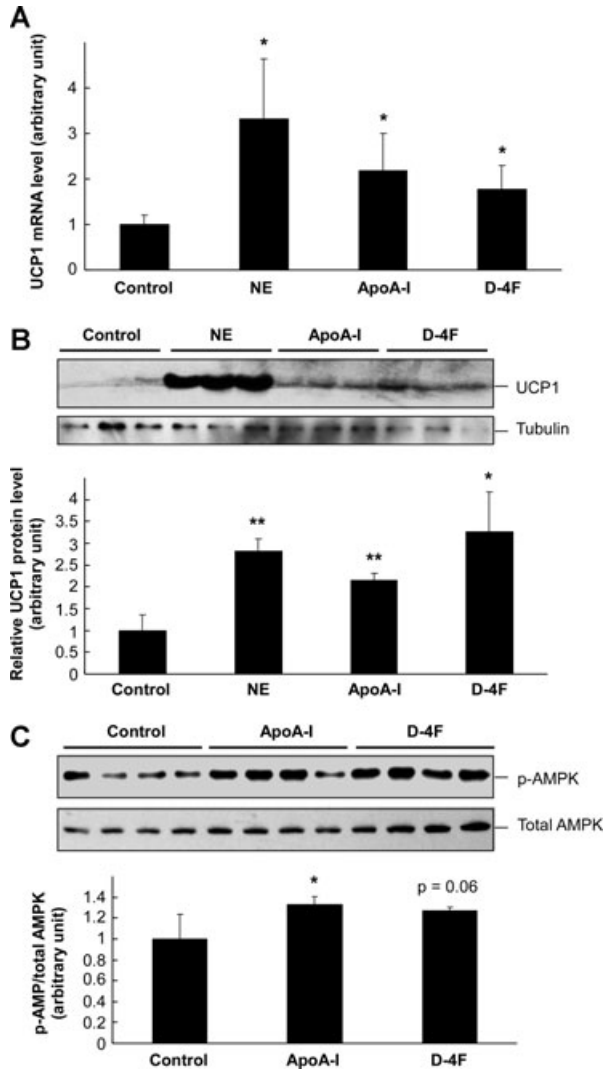 A
UCP1 mRNA level (arbitrary unit)
4
3
2
1
0
*
*
*
Control NE ApoA-I D-4F
B
Control NE ApoA-I D-4F
UCP1
Tubulin
Relative UCP1 protein level
(arbitrary unit)
4
3.5
3
2.5
2
1.5
1
0.5
0
**
**
*
Control NE ApoA-I D-4F
C
Control ApoA-I D-4F
p-AMPK
Total AMPK
p-AMP/total AMPK
(arbitrary unit)
1.4
1.2
1
0.8
0.6
0.4
0.2
0
*
p = 0.06
Control ApoA-I D-4F